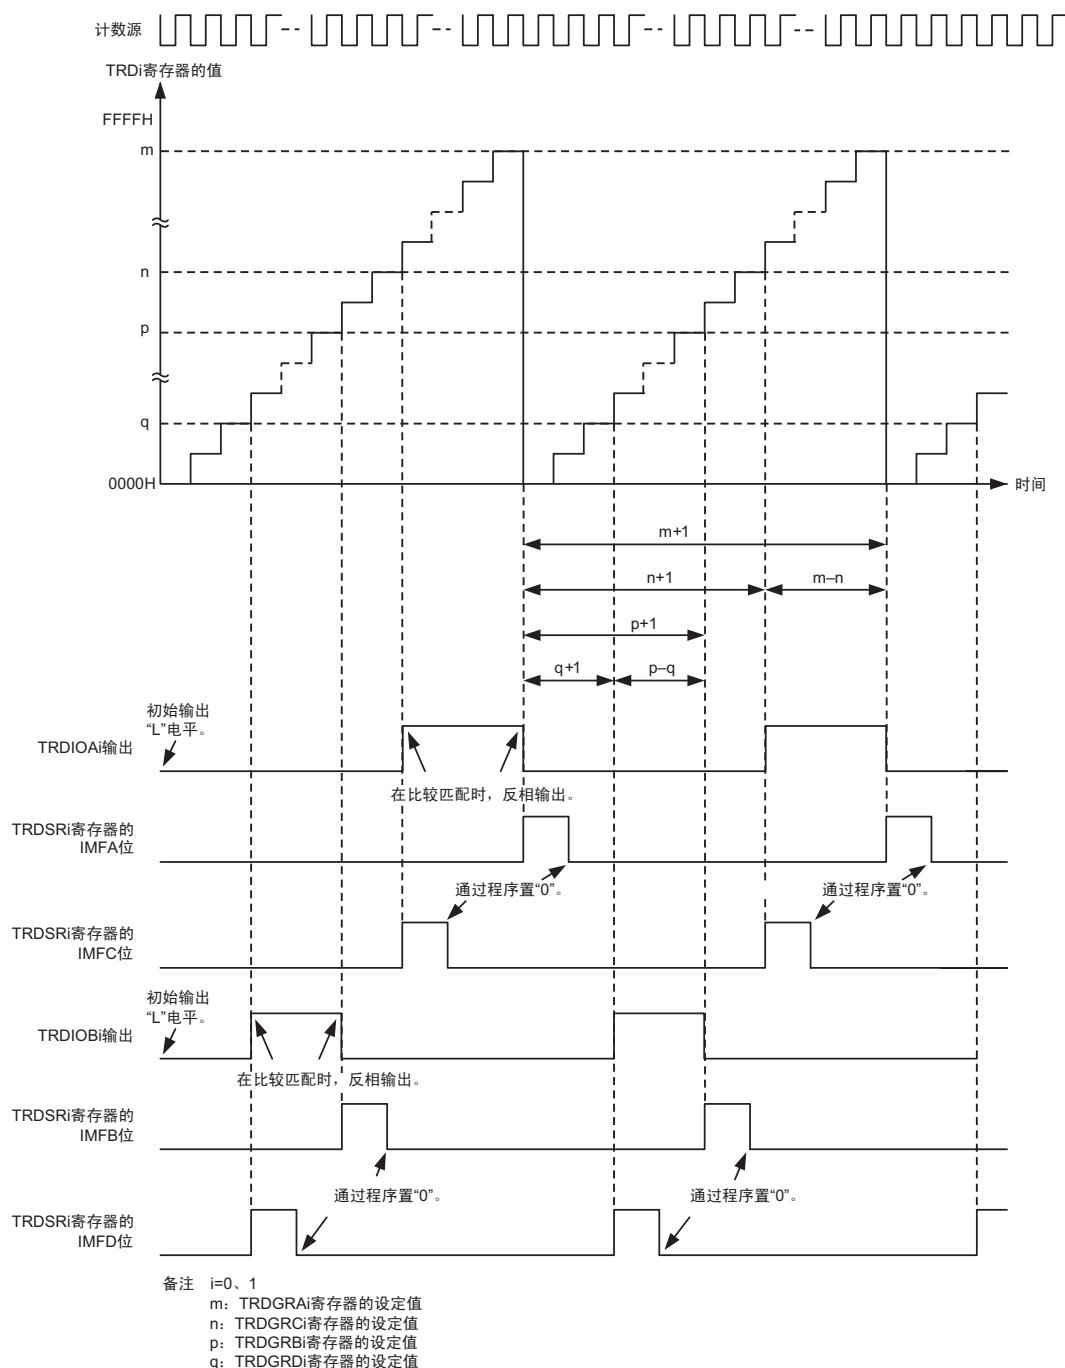 计数源
TRDi寄存器的值
FFFFH
m
n
p
q
0000H
时间
m+1
n+1
m–n
p+1
q+1
p–q
初始输出
“L”电平。
TRDIOAi输出
在比较匹配时，反相输出。
TRDSRi寄存器的
IMFA位
通过程序置“0”。
通过程序置“0”。
TRDSRi寄存器的
IMFC位
初始输出
“L”电平。
TRDIOBi输出
在比较匹配时，反相输出。
TRDSRi寄存器的
IMFB位
通过程序置“0”。
通过程序置“0”。
TRDSRi寄存器的
IMFD位
备注 i=0、1
m：TRDGRAi寄存器的设定值
n：TRDGRCi寄存器的设定值
p：TRDGRBi寄存器的设定值
q：TRDGRDi寄存器的设定值